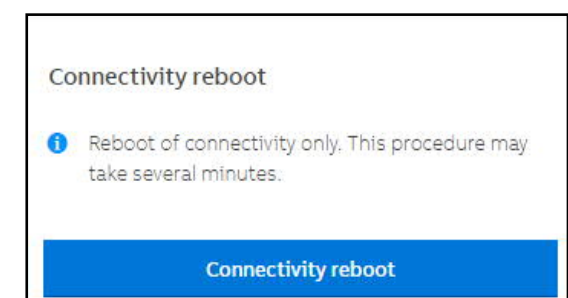 Connectivity reboot
Reboot of connectivity only. This procedure may
take several minutes.
Connectivity reboot